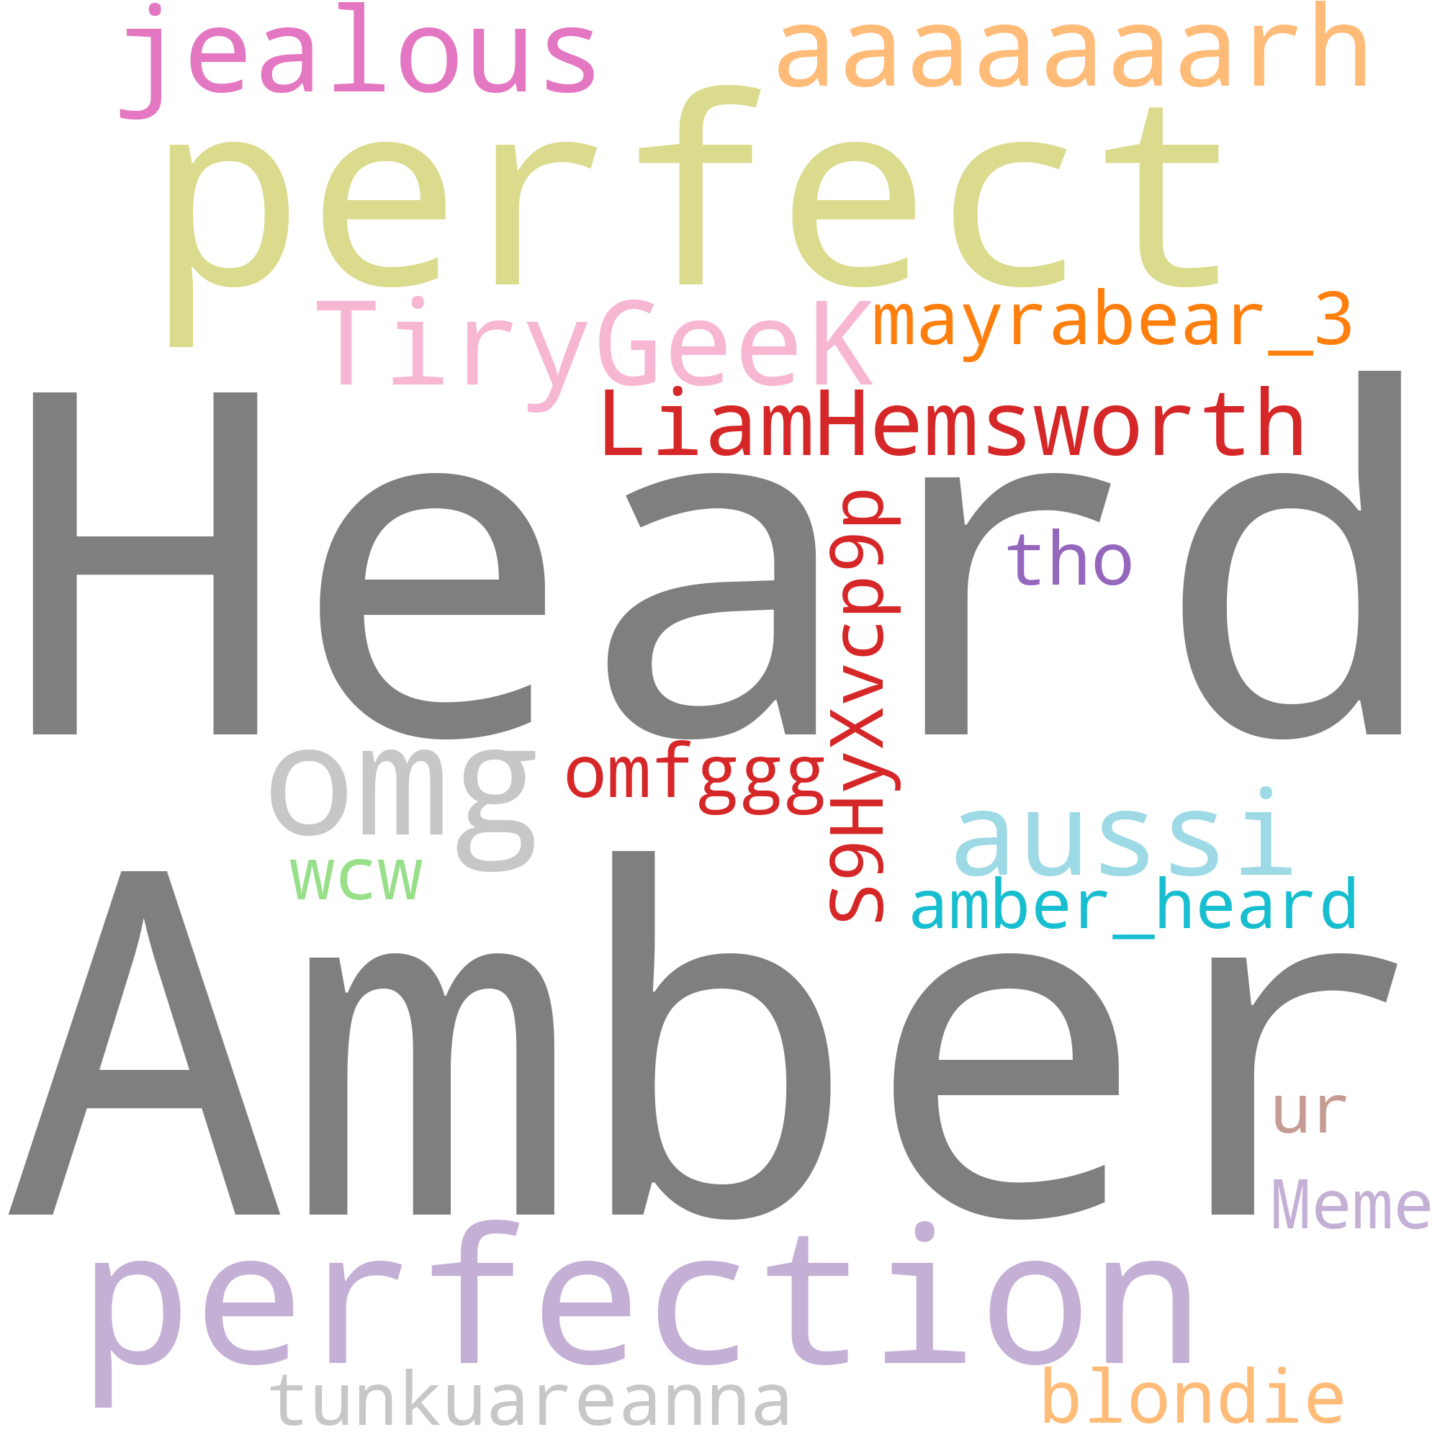 jealous aaaaaaarh
perfect
TiryGeeK mayrabear_3
LiamHemsworth
Heard
tho
S9HyXvcp9p
omg omfggg aussi
wcw amber_heard
Amber
ur
Meme
perfection
tunkuareanna blondie